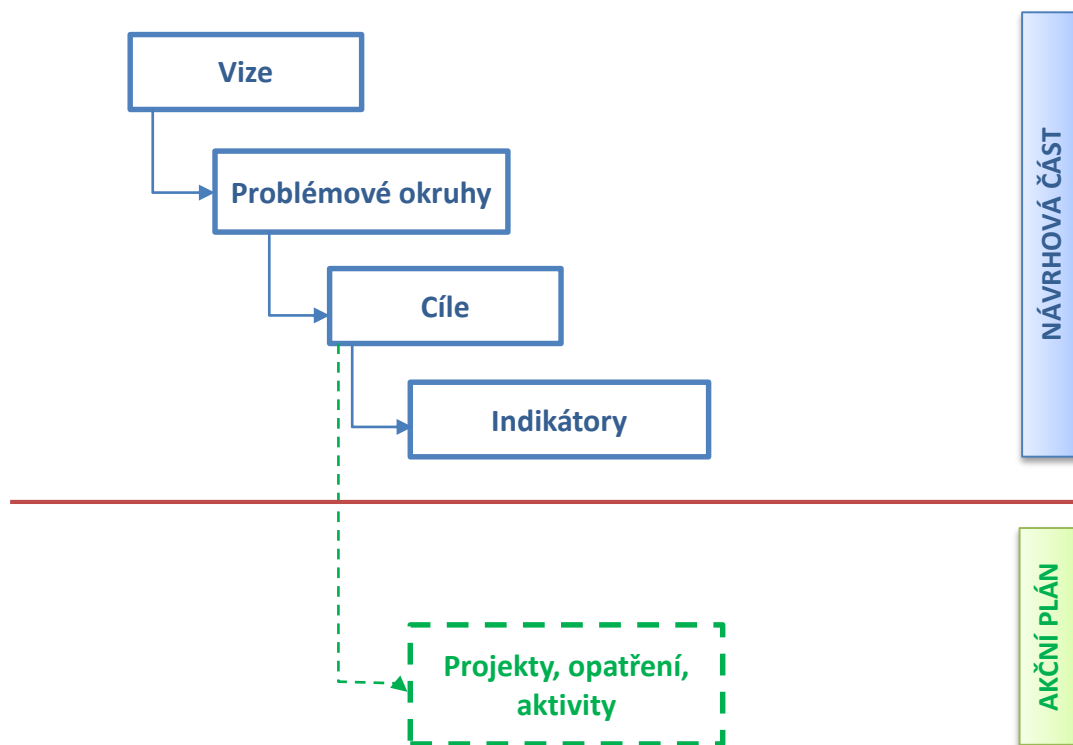 Vize
Problémové okruhy
Cíle
Indikátory
NÁVRHOVÁ ČÁST
Projekty, opatření,
aktivity
AKČNÍ PLÁN